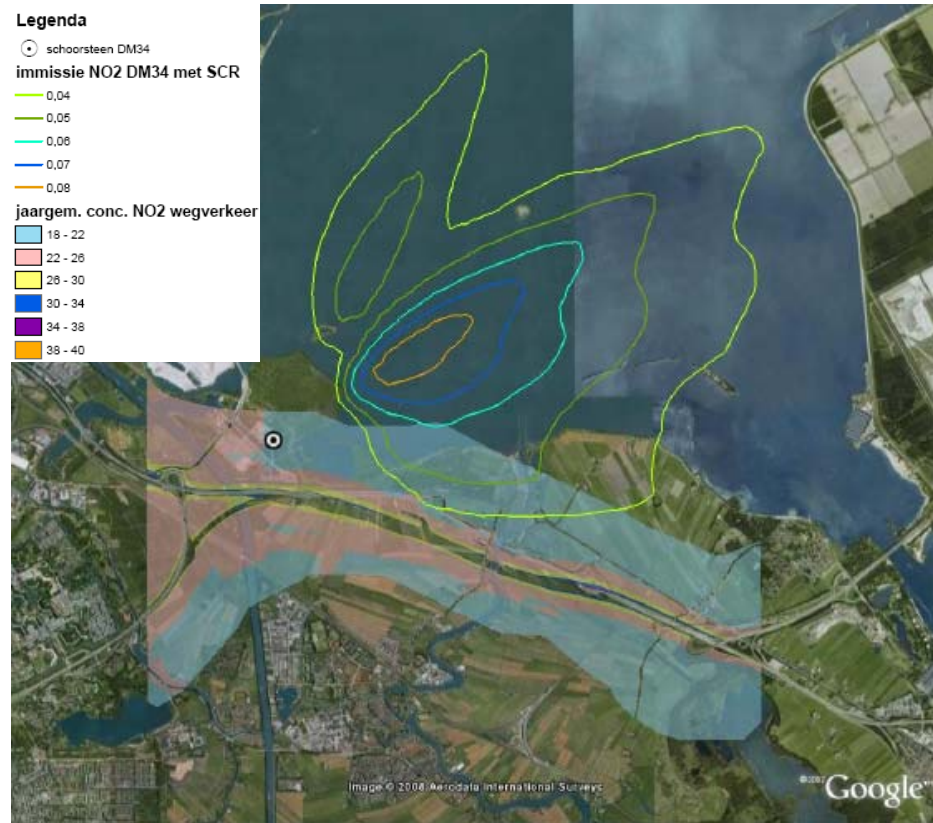 Legenda
schoorsteen DM34
immissie NO2 DM34 met SCR
0,04
0,05
0,06
0,07
0,08
jaargem. conc. NO2 wegverkeer
18 - 22
22 - 26
26 - 30
30 - 34
34 - 38
38 - 40
Image © 2008 Aerodata International Surveys
©2007 Google™